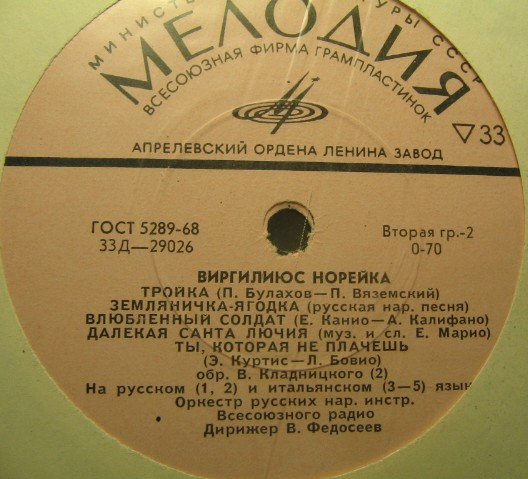 МЕЛОДИЯ
ВСЕСОЮЗНАЯ ФИРМА ГРАМПЛАСТИНОК
▽33
АПРЕЛЕВСКИЙ ОРДЕНА ЛЕНИНА ЗАВОД
ГОСТ 5289-68
33Д—29026
Вторая гр.-2
0-70
ВИРГИЛИЮС НОРЕЙКА
ТРОЙКА (П. Булахов—П. Вяземский)
ЗЕМЛЯНИЧКА-ЯГОДКА (русская нар. песня)
ВЛЮБЛЕННЫЙ СОЛДАТ (Е. Канио—А. Калифано)
ДАЛЕКАЯ САНТА ЛЮЧИЯ (муз. и сл. Е. Марио)
ТЫ, КОТОРАЯ НЕ ПЛАЧЕШЬ
(Э. Куртис—Л. Бовио)
обр. В. Кладницкого (2)
На русском (1, 2) и итальянском (3—5) язык
Оркестр русских нар. инстр.
Всесоюзного радио
Дирижер В. Федосеев